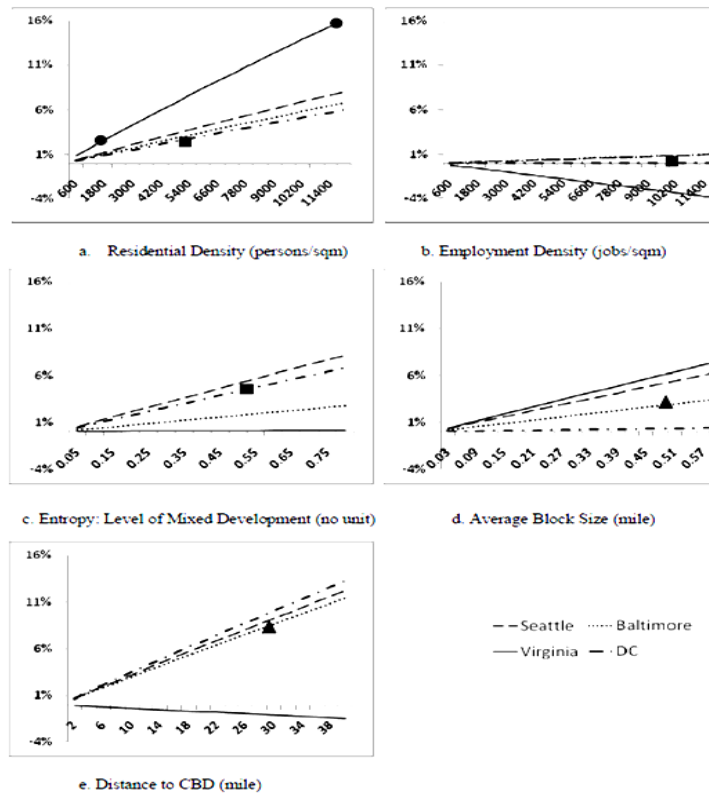 16%
11%
6%
1%
-4%
600 1800 3000 4200 5400 6600 7800 9000 10200 11400
a. Residential Density (persons/sqm)
16%
11%
6%
1%
-4%
600 1800 3000 4200 5400 6600 7800 9000 10200 11400
b. Employment Density (jobs/sqm)
16%
11%
6%
1%
-4%
0.05 0.15 0.25 0.35 0.45 0.55 0.65 0.75
c. Entropy: Level of Mixed Development (no unit)
16%
11%
6%
1%
-4%
0.03 0.09 0.15 0.21 0.27 0.33 0.39 0.45 0.51 0.57
d. Average Block Size (mile)
16%
11%
6%
1%
-4%
2 6 10 14 18 22 26 30 34 38
e. Distance to CBD (mile)
Seattle Baltimore
Virginia DC